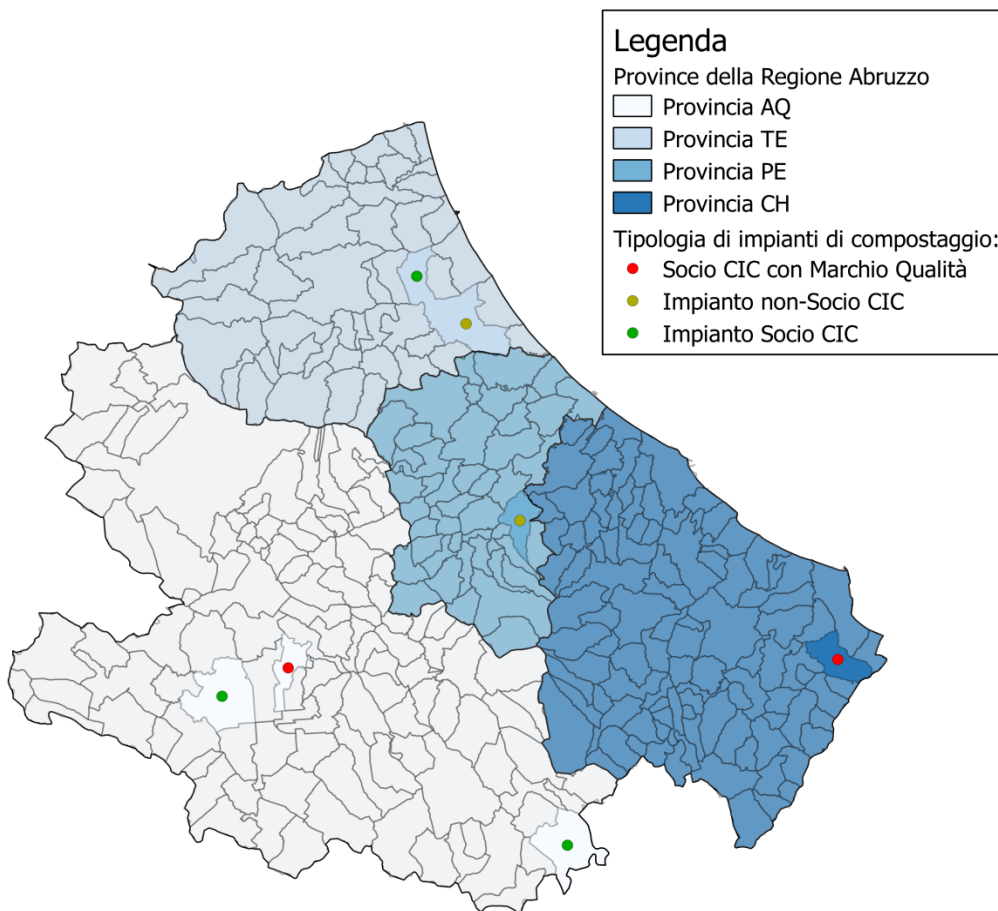 Legenda
Province della Regione Abruzzo
Provincia AQ
Provincia TE
Provincia PE
Provincia CH
Tipologia di impianti di compostaggio:
Socio CIC con Marchio Qualità
Impianto non-Socio CIC
Impianto Socio CIC